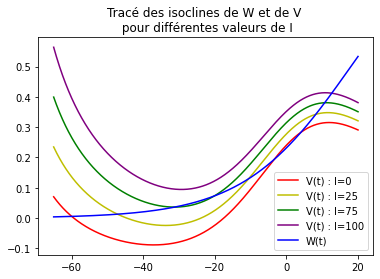 Tracé des isoclines de W et de V
pour différentes valeurs de I
0.5
0.4
0.3
0.2
0.1
0.0
−0.1
−60
−40
−20
0
20
V(t) : I=0
V(t) : I=25
V(t) : I=75
V(t) : I=100
W(t)